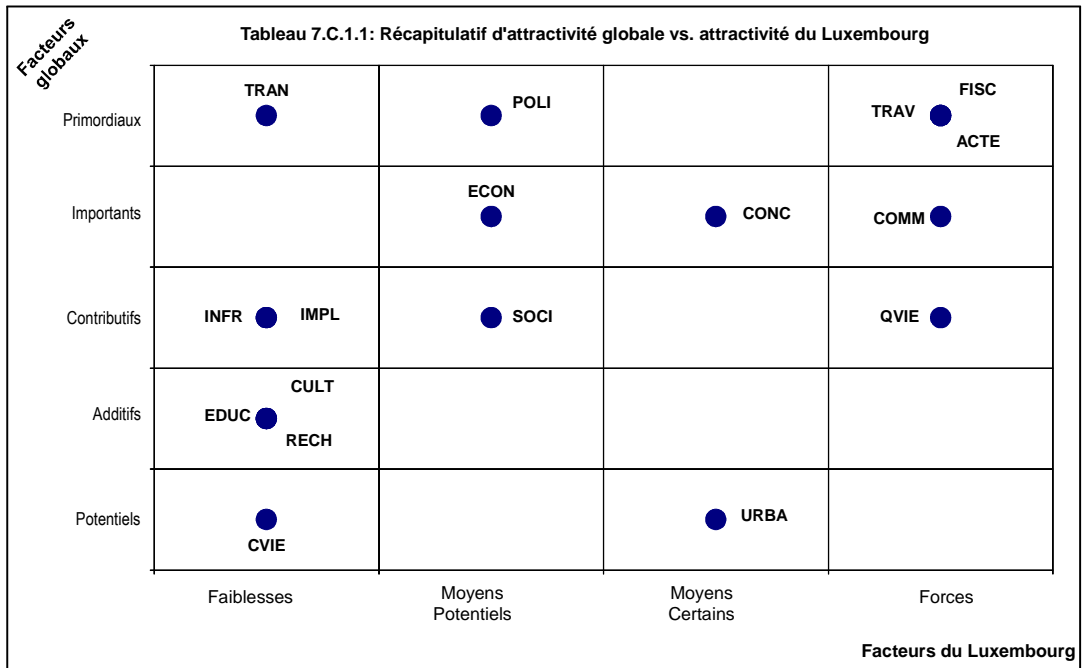 Tableau 7.C.1.1: Récapitulatif d'attractivité globale vs. attractivité du Luxembourg
Facteurs
globaux
Primordiaux
TRAN
POLI
FISC
TRAV
ACTE
Importants
ECON
CONC
COMM
Contributifs
INFR
IMPL
SOCI
QVIE
Additifs
CULT
EDUC
RECH
Potentiels
CVIE
URBA
Faiblesses
Moyens
Potentiels
Moyens
Certains
Forces
Facteurs du Luxembourg